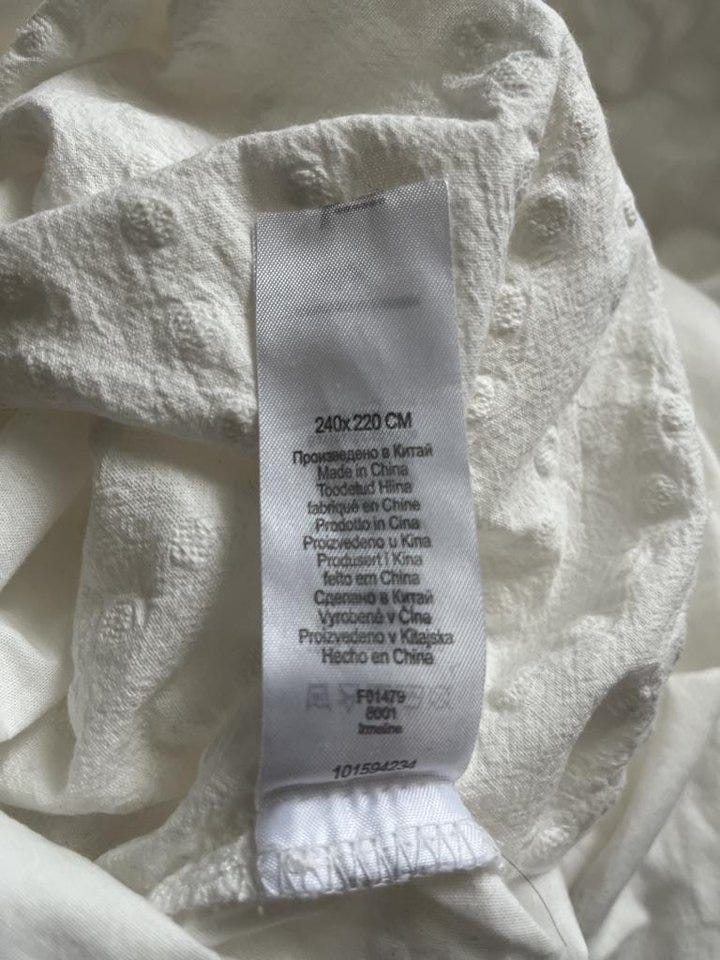 240x220 CM
Произведено в Китай
Made in China
Toodetud Hiina
fabriqué en Chine
Prodotto in Cina
Proizvedeno u Kina
Produsert i Kina
feito em China
Сделано в Китай
Vyrobené v Čína
Proizvedeno v Kitajska
Hecho en China
F01479
8001
101594234